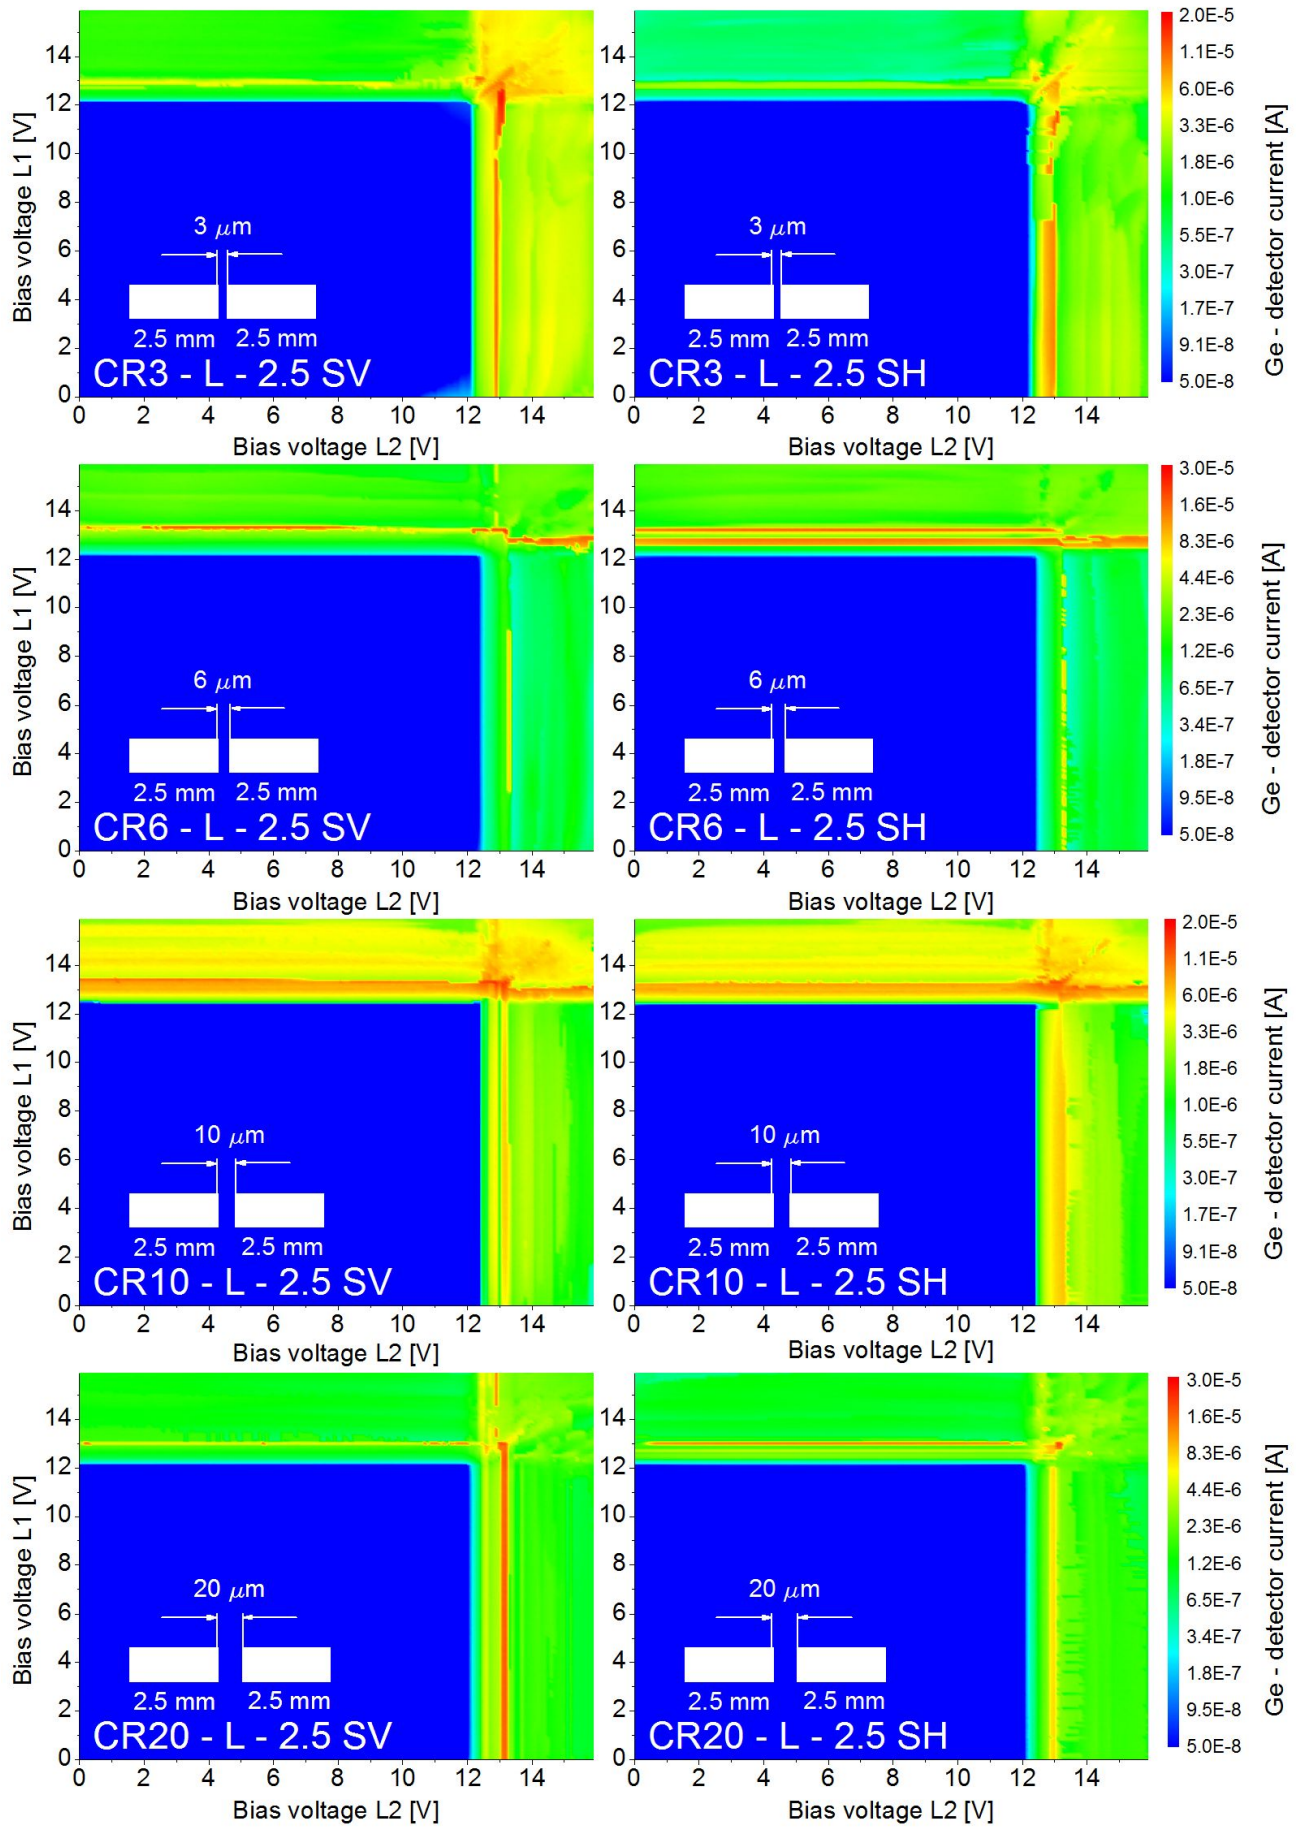 14
12
10
8
6
4
2
0
Bias voltage L1 [V]
3 μm
2.5 mm 2.5 mm
CR3 - L - 2.5 SV
0 2 4 6 8 10 12 14
Bias voltage L2 [V]
14
12
10
8
6
4
2
0
3 μm
2.5 mm 2.5 mm
CR3 - L - 2.5 SH
0 2 4 6 8 10 12 14
Bias voltage L2 [V]
2.0E-5
1.1E-5
6.0E-6
3.3E-6
1.8E-6
1.0E-6
5.5E-7
3.0E-7
1.7E-7
9.1E-8
5.0E-8
Ge - detector current [A]
14
12
10
8
6
4
2
0
Bias voltage L1 [V]
6 μm
2.5 mm 2.5 mm
CR6 - L - 2.5 SV
0 2 4 6 8 10 12 14
Bias voltage L2 [V]
14
12
10
8
6
4
2
0
6 μm
2.5 mm 2.5 mm
CR6 - L - 2.5 SH
0 2 4 6 8 10 12 14
Bias voltage L2 [V]
3.0E-5
1.6E-5
8.3E-6
4.4E-6
2.3E-6
1.2E-6
6.5E-7
3.4E-7
1.8E-7
9.5E-8
5.0E-8
Ge - detector current [A]
14
12
10
8
6
4
2
0
Bias voltage L1 [V]
10 μm
2.5 mm 2.5 mm
CR10 - L - 2.5 SV
0 2 4 6 8 10 12 14
Bias voltage L2 [V]
14
12
10
8
6
4
2
0
10 μm
2.5 mm 2.5 mm
CR10 - L - 2.5 SH
0 2 4 6 8 10 12 14
Bias voltage L2 [V]
2.0E-5
1.1E-5
6.0E-6
3.3E-6
1.8E-6
1.0E-6
5.5E-7
3.0E-7
1.7E-7
9.1E-8
5.0E-8
Ge - detector current [A]
14
12
10
8
6
4
2
0
Bias voltage L1 [V]
20 μm
2.5 mm 2.5 mm
CR20 - L - 2.5 SV
0 2 4 6 8 10 12 14
Bias voltage L2 [V]
14
12
10
8
6
4
2
0
20 μm
2.5 mm 2.5 mm
CR20 - L - 2.5 SH
0 2 4 6 8 10 12 14
Bias voltage L2 [V]
3.0E-5
1.6E-5
8.3E-6
4.4E-6
2.3E-6
1.2E-6
6.5E-7
3.4E-7
1.8E-7
9.5E-8
5.0E-8
Ge - detector current [A]